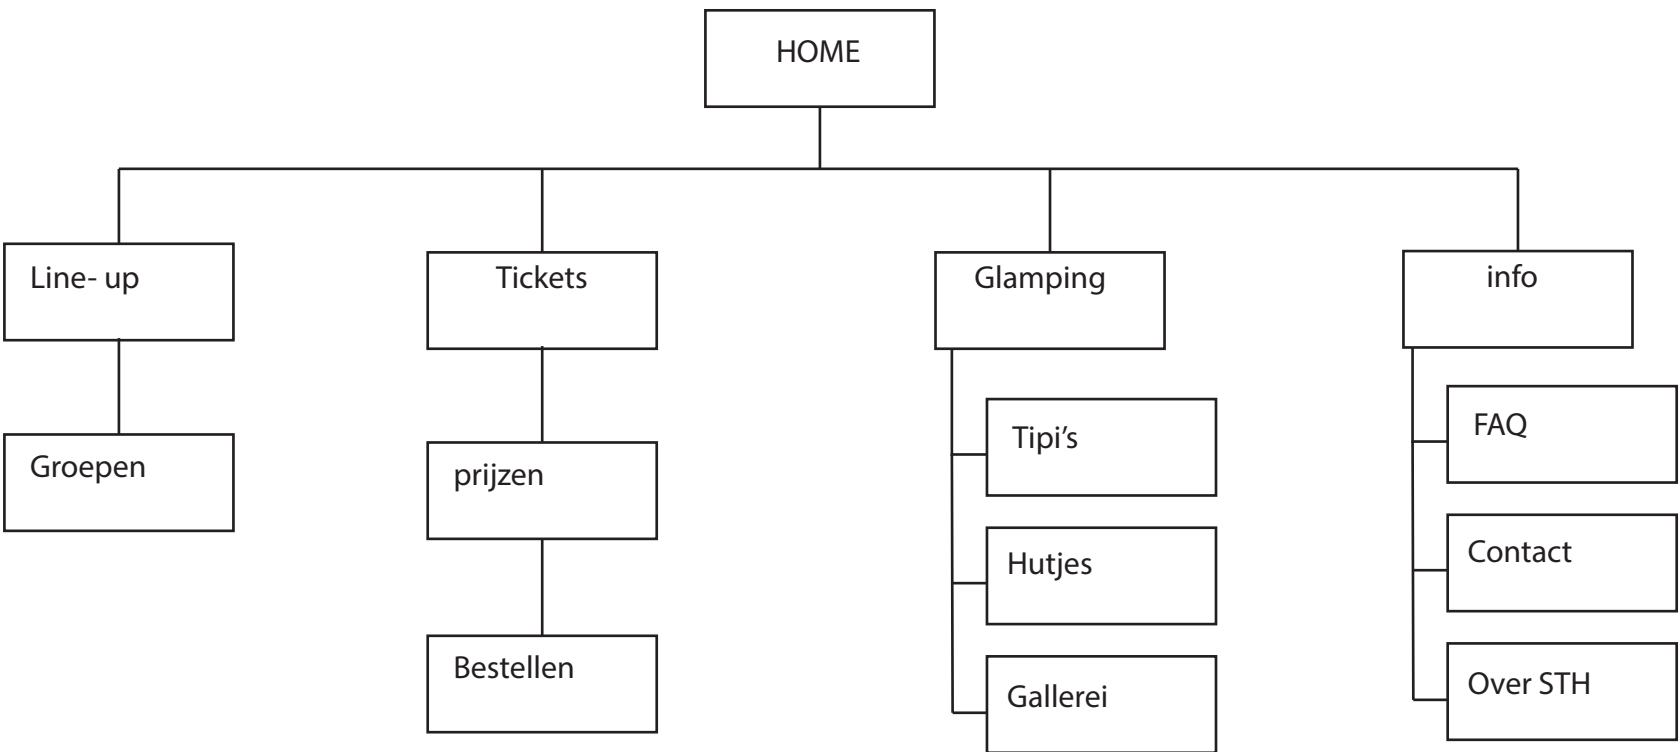 HOME
Line- up
Tickets
Glamping
info
Groepen
prijzen
Bestellen
Tipi’s
Hutjes
Gallerei
FAQ
Contact
Over STH